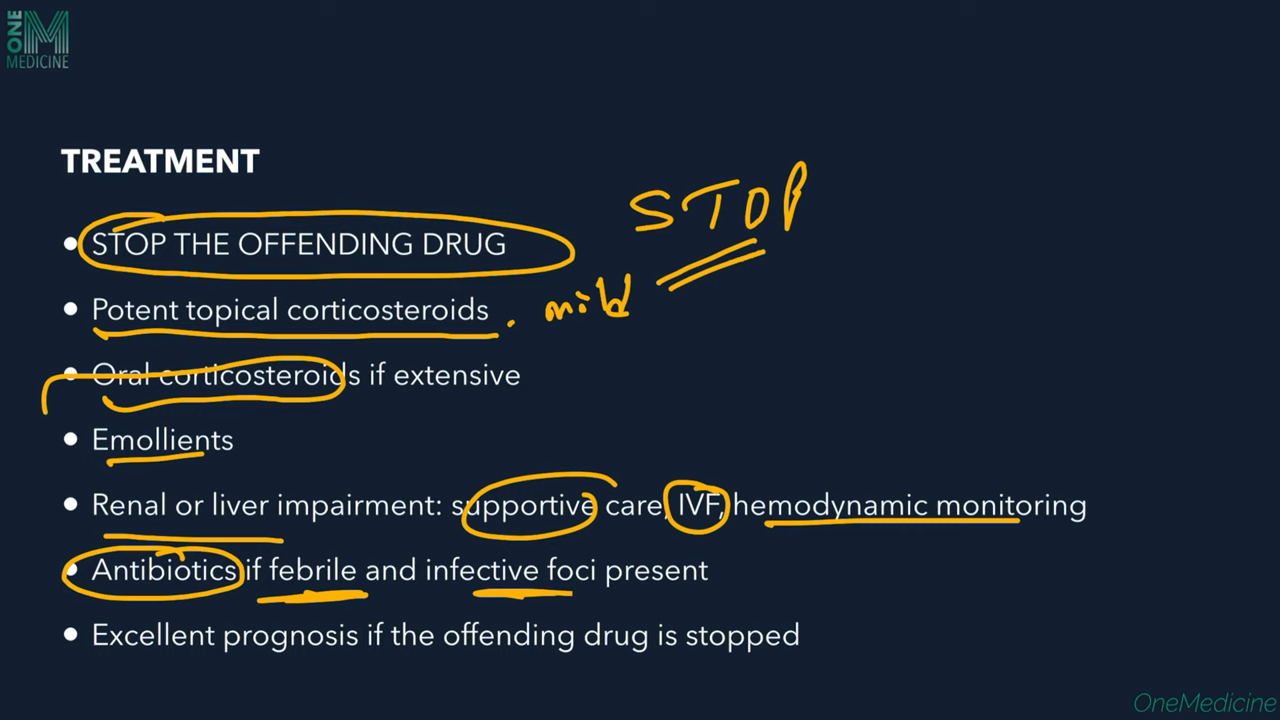 ONE
M
MEDICINE
TREATMENT
STOP
• STOP THE OFFENDING DRUG
• Potent topical corticosteroids . mild
• Oral corticosteroids if extensive
• Emollients
• Renal or liver impairment: supportive care, IVF, hemodynamic monitoring
• Antibiotics if febrile and infective foci present
• Excellent prognosis if the offending drug is stopped
OneMedicine